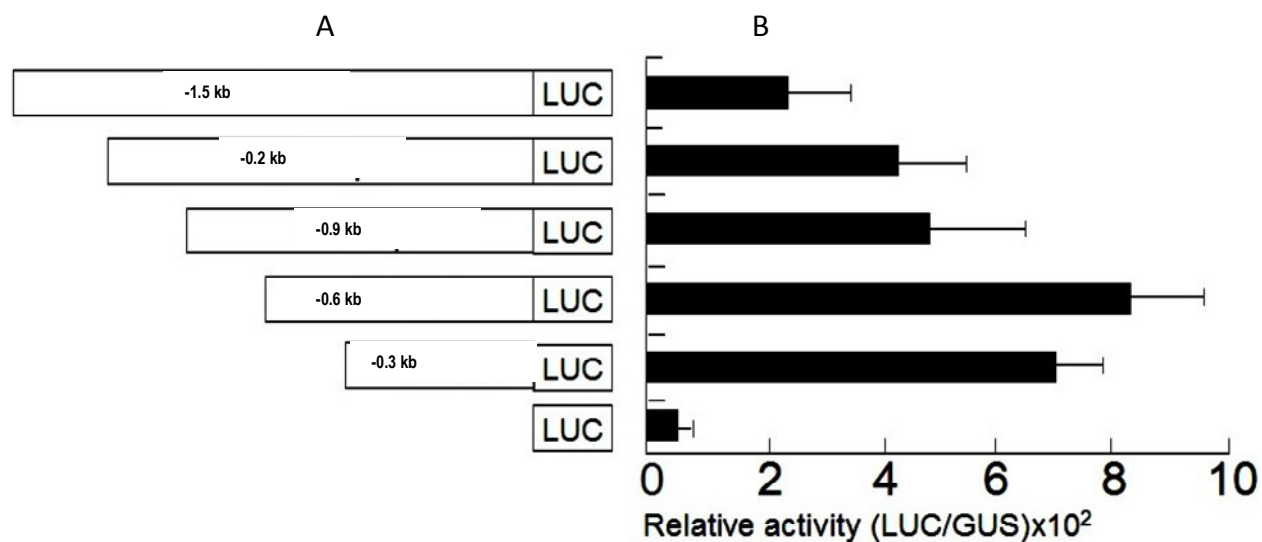 A B
-1.5 kb LUC
-0.2 kb LUC
-0.9 kb LUC
-0.6 kb LUC
-0.3 kb LUC
LUC
0 2 4 6 8 10
Relative activity (LUC/GUS)x10²